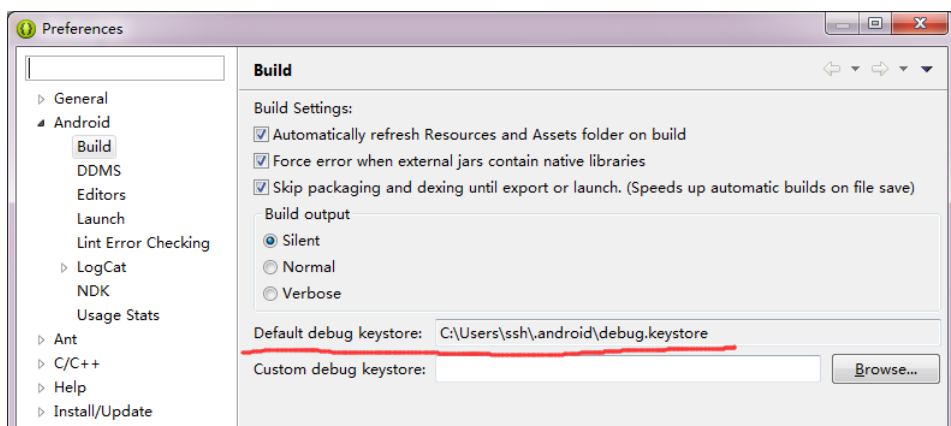 Preferences
Build
General
Android
Build
DDMS
Editors
Launch
Lint Error Checking
LogCat
NDK
Usage Stats
Ant
C/C++
Help
Install/Update
Build Settings:
Automatically refresh Resources and Assets folder on build
Force error when external jars contain native libraries
Skip packaging and dexing until export or launch. (Speeds up automatic builds on file save)
Build output
Silent
Normal
Verbose
Default debug keystore: C:\Users\ssh\.android\debug.keystore
Custom debug keystore: Browse...